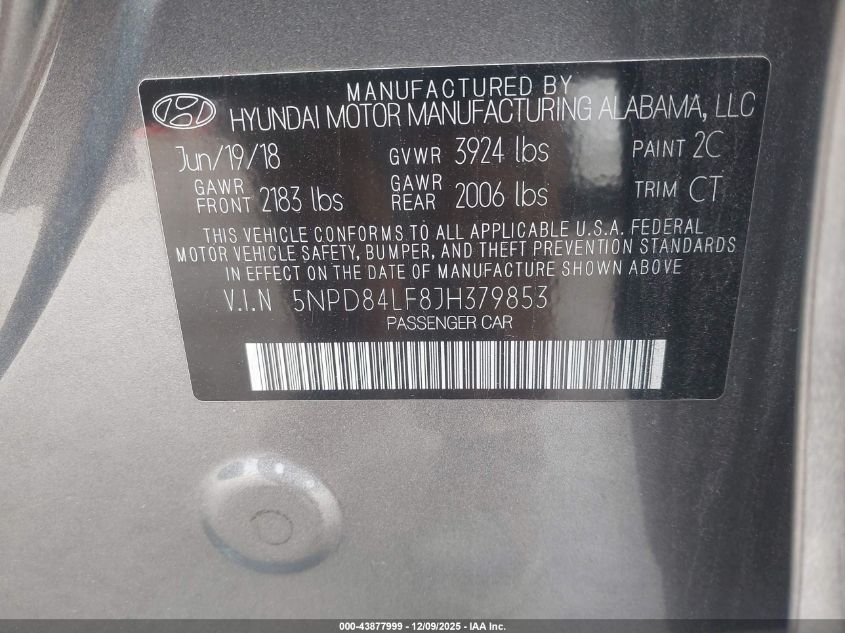 MANUFACTURED BY
HYUNDAI MOTOR MANUFACTURING ALABAMA, LLC
Jun/19/18 GVWR 3924 lbs PAINT 2C
GAWR FRONT 2183 lbs GAWR REAR 2006 lbs TRIM CT
THIS VEHICLE CONFORMS TO ALL APPLICABLE U.S.A. FEDERAL
MOTOR VEHICLE SAFETY, BUMPER, AND THEFT PREVENTION STANDARDS
IN EFFECT ON THE DATE OF MANUFACTURE SHOWN ABOVE
V.I.N 5NPD84LF8JH379853
PASSENGER CAR
000-43877999 - 12/09/2025 - IAA Inc.